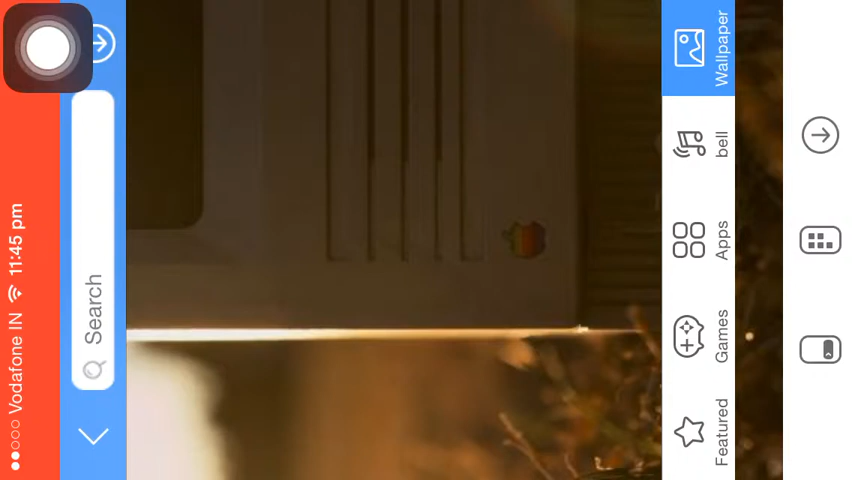 Vodafone IN 11:45 pm
Search
Featured
Games
Apps
bell
Wallpaper